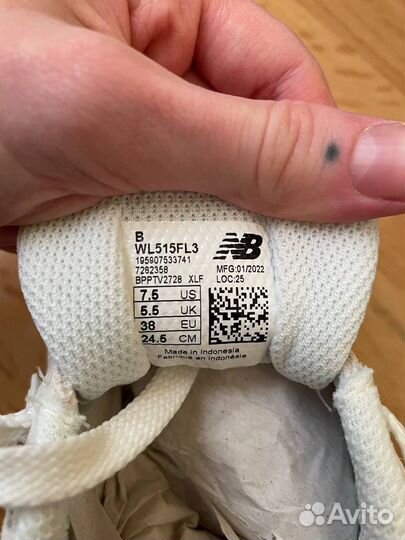 B
WL515FL3
195907533741
7282358
BPPTV2728 XLF
7.5 US
5.5 UK
38 EU
24.5 CM
NB
MFG:01/2022
LOC:25
Made in Indonesia
Fabriqué en Indonésie
Avito